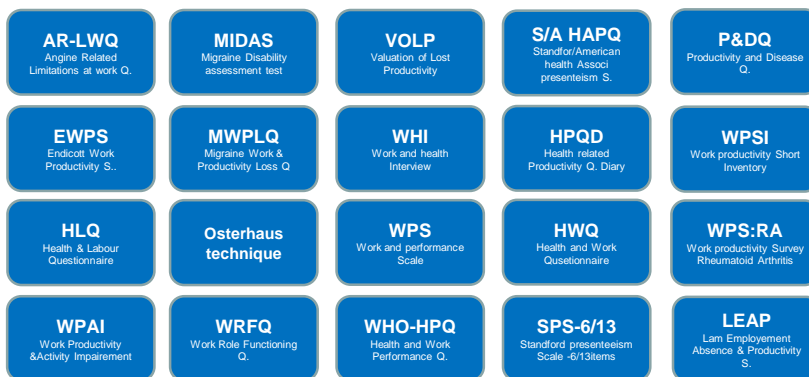 AR-LWQ
Angine Related
Limitations at work Q.
MIDAS
Migraine Disability
assessment test
VOLP
Valuation of Lost
Productivity
S/A HAPQ
Standfor/American
health Associ
presenteism S.
P&DQ
Productivity and Disease
Q.
EWPS
Endicott Work
Productivity S..
MWPLQ
Migraine Work &
Productivity Loss Q
WHI
Work and health
Interview
HPQD
Health related
Productivity Q. Diary
WPSI
Work productivity Short
Inventory
HLQ
Health & Labour
Questionnaire
Osterhaus
technique
WPS
Work and performance
Scale
HWQ
Health and Work
Qusetionnaire
WPS:RA
Work productivity Survey
Rheumatoid Arthritis
WPAI
Work Productivity
&Activity Impairement
WRFQ
Work Role Functioning
Q.
WHO-HPQ
Health and Work
Performance Q.
SPS-6/13
Standford presenteeism
Scale -6/13items
LEAP
Lam Employement
Absence & Productivity
S.